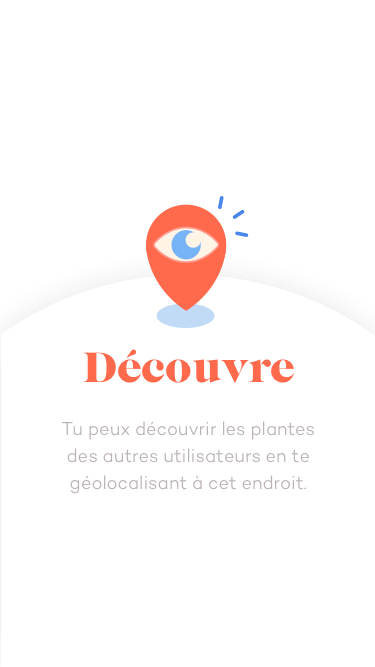 Découvre
Tu peux découvrir les plantes
des autres utilisateurs en te
géolocalisant à cet endroit.